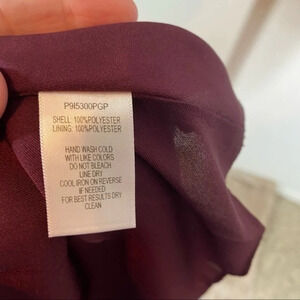 P9I5300PGP
SHELL: 100%POLYESTER
LINING: 100%POLYESTER
HAND WASH COLD
WITH LIKE COLORS
DO NOT BLEACH
LINE DRY
COOL IRON ON REVERSE
IF NEEDED
FOR BEST RESULTS DRY
CLEAN